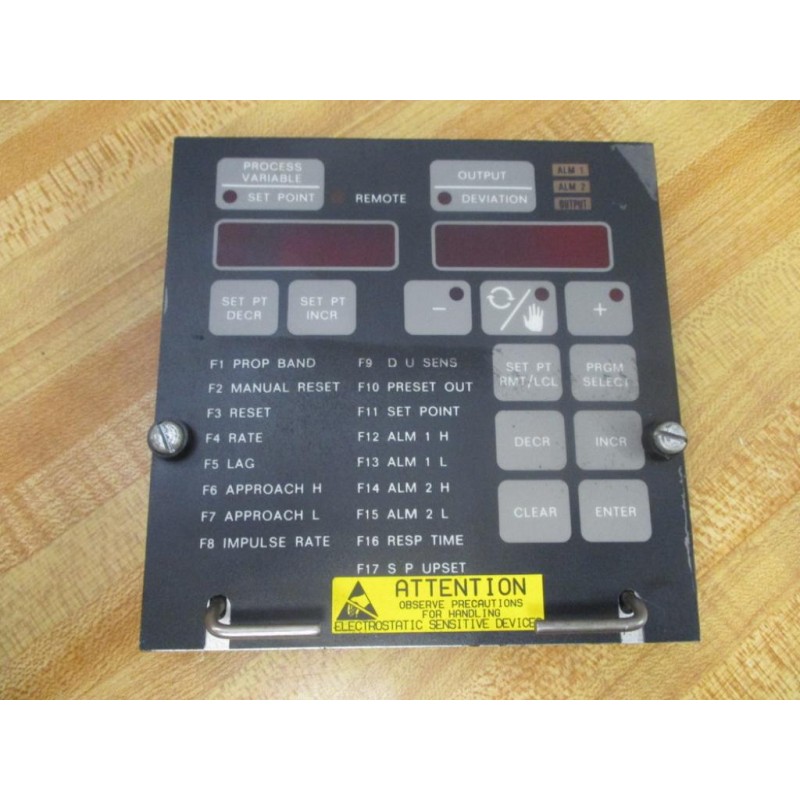 PROCESS
VARIABLE
SET POINT
REMOTE
OUTPUT
DEVIATION
ALM 1
ALM 2
OUTPUT
SET PT
DECR
SET PT
INCR
−
/
+
F1 PROP BAND
F2 MANUAL RESET
F3 RESET
F4 RATE
F5 LAG
F6 APPROACH H
F7 APPROACH L
F8 IMPULSE RATE
F9 D U SENS
F10 PRESET OUT
F11 SET POINT
F12 ALM 1 H
F13 ALM 1 L
F14 ALM 2 H
F15 ALM 2 L
F16 RESP TIME
F17 S P UPSET
SET PT
RMT/LCL
PRGM
SELECT
DECR
INCR
CLEAR
ENTER
ATTENTION
OBSERVE PRECAUTIONS
FOR HANDLING
ELECTROSTATIC SENSITIVE DEVICE